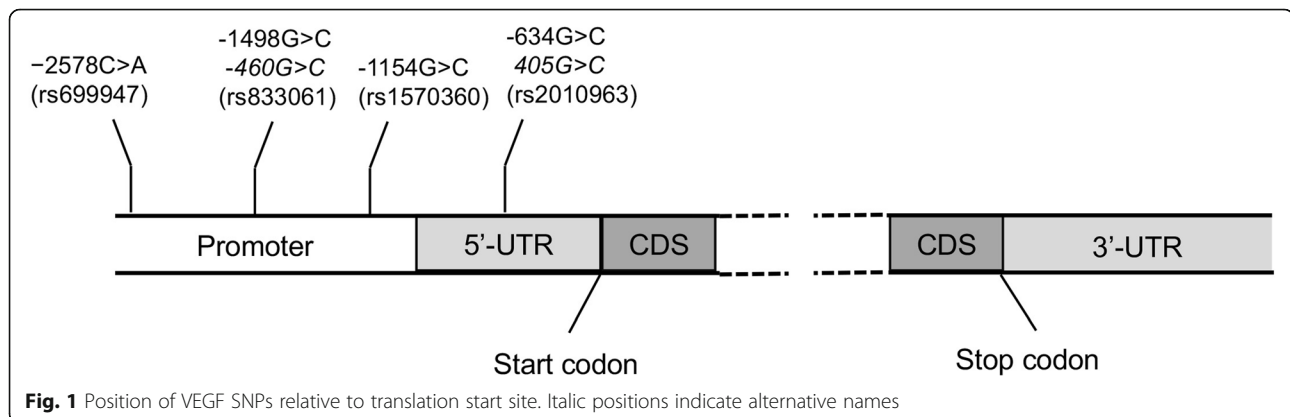 −2578C>A
(rs699947)
-1498G>C
-460G>C
(rs833061)
-1154G>C
(rs1570360)
-634G>C
405G>C
(rs2010963)
Promoter
5'-UTR
CDS
CDS
3'-UTR
Start codon
Stop codon
Fig. 1 Position of VEGF SNPs relative to translation start site. Italic positions indicate alternative names